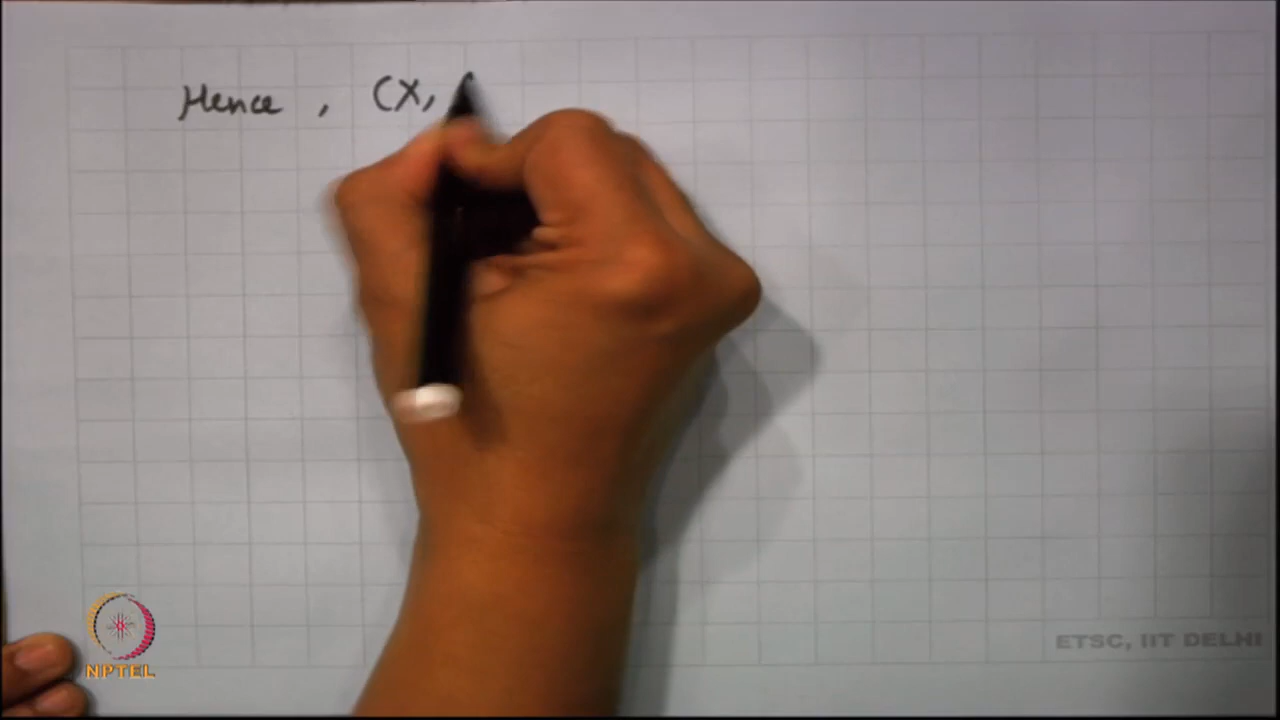 Hence , (X,
NPTEL
ETSC, IIT DELHI